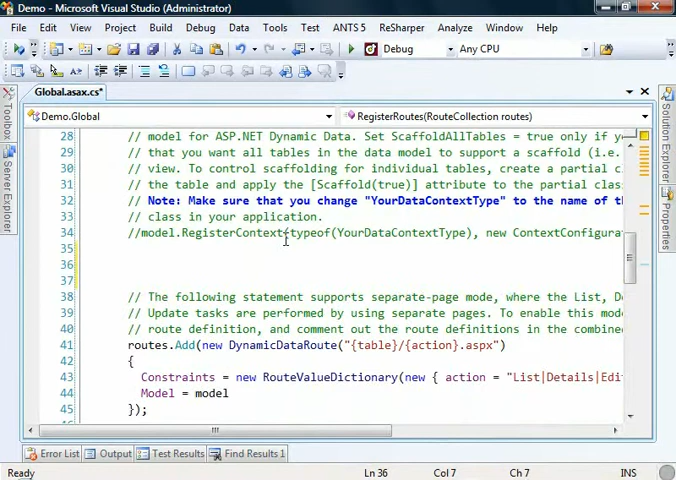 Demo - Microsoft Visual Studio (Administrator)
File Edit View Project Build Debug Data Tools Test ANTS 5 ReSharper Analyze Window Help
Debug Any CPU
Global.asax.cs*
Demo.Global RegisterRoutes(RouteCollection routes)
Toolbox
Server Explorer
Solution Explorer
Properties
28 // model for ASP.NET Dynamic Data. Set ScaffoldAllTables = true only if
29 // that you want all tables in the data model to support a scaffold (i.e.
30 // view. To control scaffolding for individual tables, create a partial
31 // the table and apply the [Scaffold(true)] attribute to the partial
32 // Note: Make sure that you change "YourDataContextType" to the name of
33 // class in your application.
34 //model.RegisterContext(typeof(YourDataContextType), new
35
36
37
38 // The following statement supports separate-page mode, where the List,
39 // Update tasks are performed by using separate pages. To enable this
40 // route definition, and comment out the route definitions in the
41 routes.Add(new DynamicDataRoute("{table}/{action}.aspx")
42 {
43 Constraints = new RouteValueDictionary(new { action = "List|Details|
44 Model = model
45 });
Error List Output Test Results Find Results 1
Ready Ln 36 Col 7 Ch 7 INS